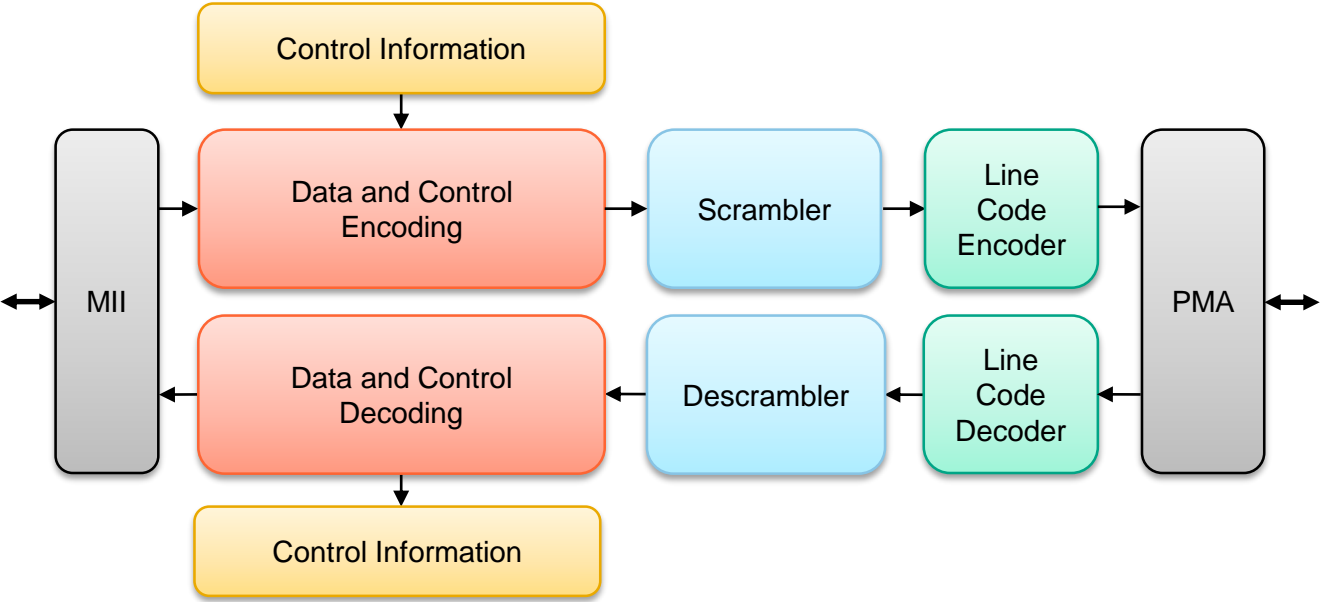 Control Information
MII
Data and Control
Encoding
Scrambler
Line
Code
Encoder
PMA
Data and Control
Decoding
Descrambler
Line
Code
Decoder
Control Information